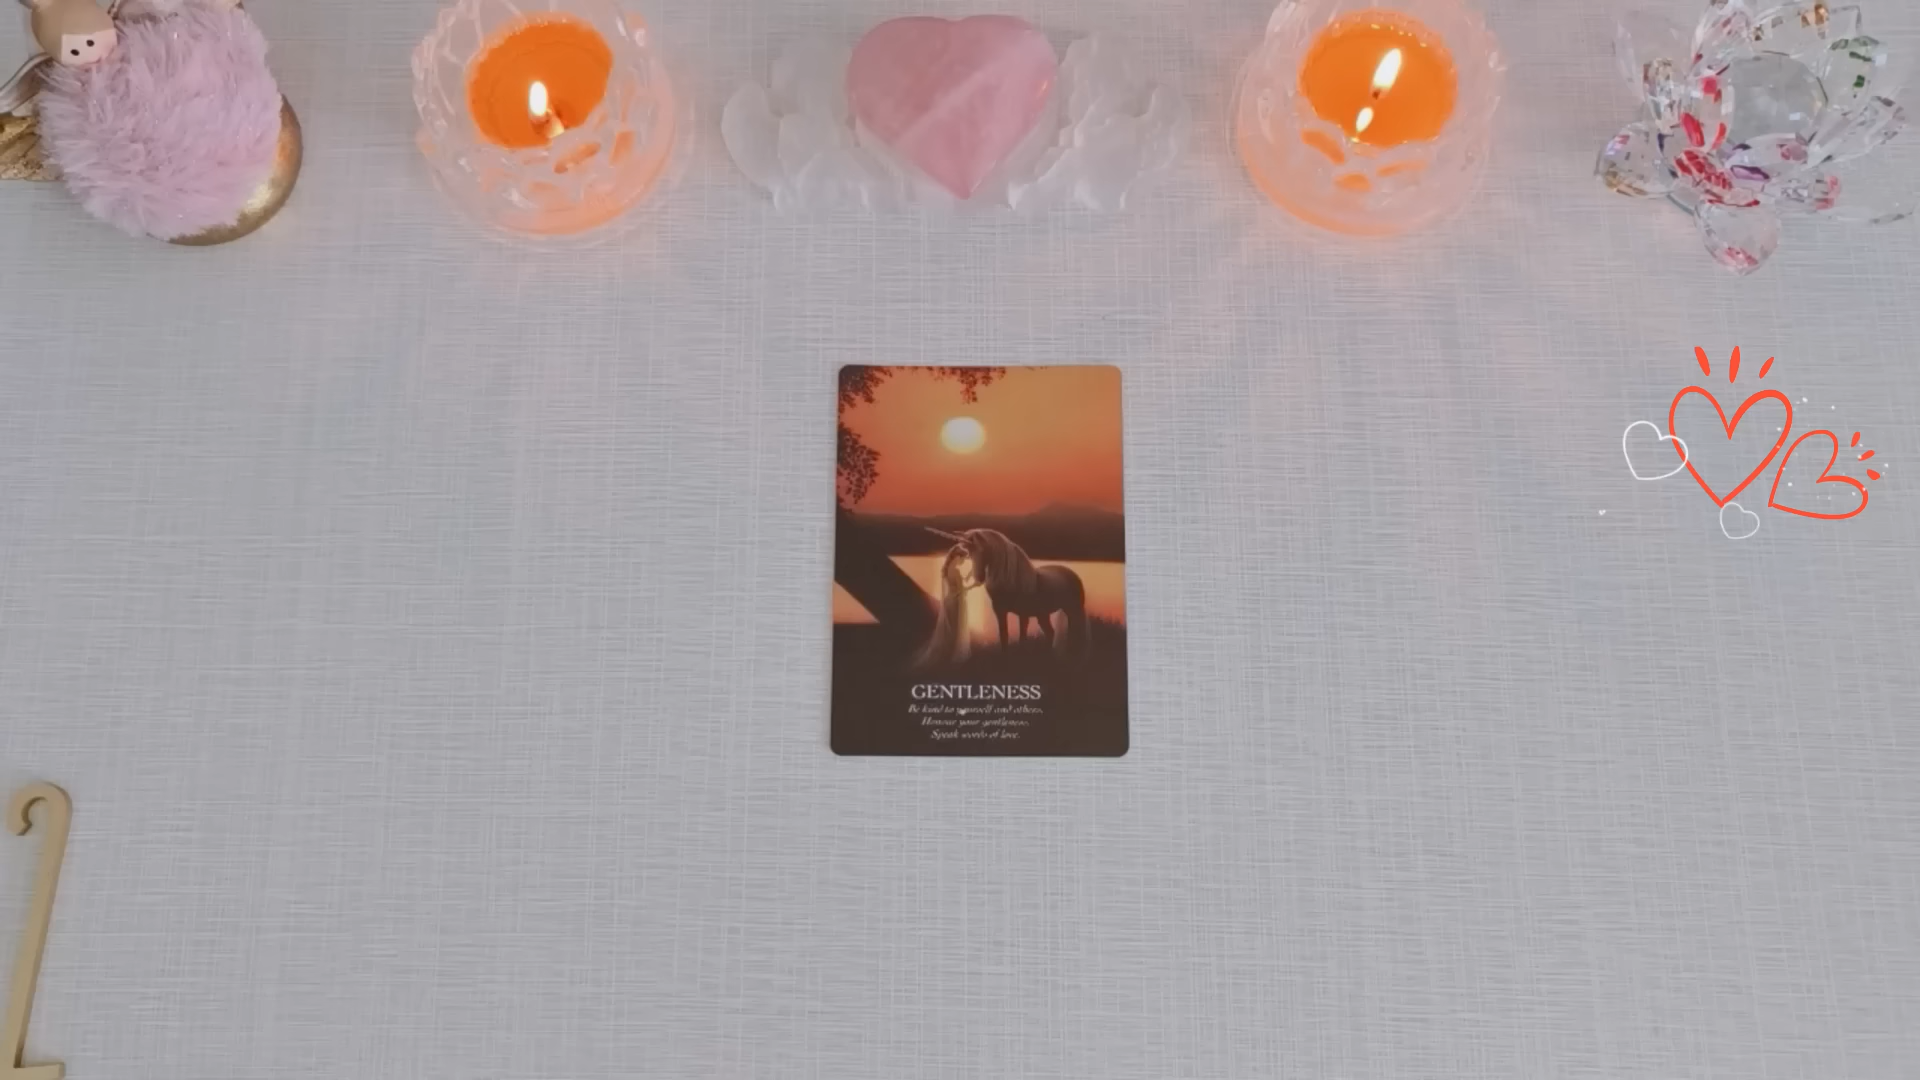 GENTLENESS
Be kind to yourself and others.
Honour your gentleness.
Speak words of love.